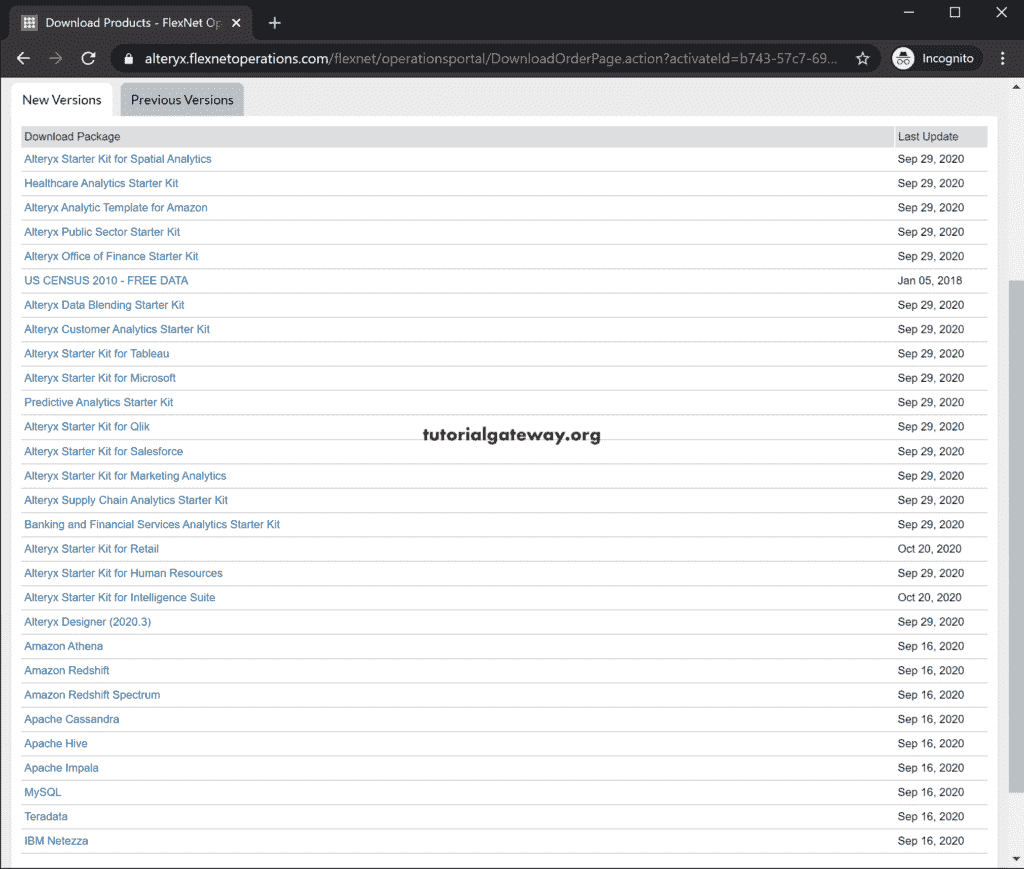 Download Products - FlexNet Op
alteryx.flexnetoperations.com/flexnet/operationsportal/DownloadOrderPage.action?activateId=b743-57c7-69...
Incognito
New Versions Previous Versions
Download Package Last Update
Alteryx Starter Kit for Spatial Analytics Sep 29, 2020
Healthcare Analytics Starter Kit Sep 29, 2020
Alteryx Analytic Template for Amazon Sep 29, 2020
Alteryx Public Sector Starter Kit Sep 29, 2020
Alteryx Office of Finance Starter Kit Sep 29, 2020
US CENSUS 2010 - FREE DATA Jan 05, 2018
Alteryx Data Blending Starter Kit Sep 29, 2020
Alteryx Customer Analytics Starter Kit Sep 29, 2020
Alteryx Starter Kit for Tableau Sep 29, 2020
Alteryx Starter Kit for Microsoft Sep 29, 2020
Predictive Analytics Starter Kit Sep 29, 2020
Alteryx Starter Kit for Qlik Sep 29, 2020
tutorialgateway.org
Alteryx Starter Kit for Salesforce Sep 29, 2020
Alteryx Starter Kit for Marketing Analytics Sep 29, 2020
Alteryx Supply Chain Analytics Starter Kit Sep 29, 2020
Banking and Financial Services Analytics Starter Kit Sep 29, 2020
Alteryx Starter Kit for Retail Oct 20, 2020
Alteryx Starter Kit for Human Resources Sep 29, 2020
Alteryx Starter Kit for Intelligence Suite Oct 20, 2020
Alteryx Designer (2020.3) Sep 29, 2020
Amazon Athena Sep 16, 2020
Amazon Redshift Sep 16, 2020
Amazon Redshift Spectrum Sep 16, 2020
Apache Cassandra Sep 16, 2020
Apache Hive Sep 16, 2020
Apache Impala Sep 16, 2020
MySQL Sep 16, 2020
Teradata Sep 16, 2020
IBM Netezza Sep 16, 2020